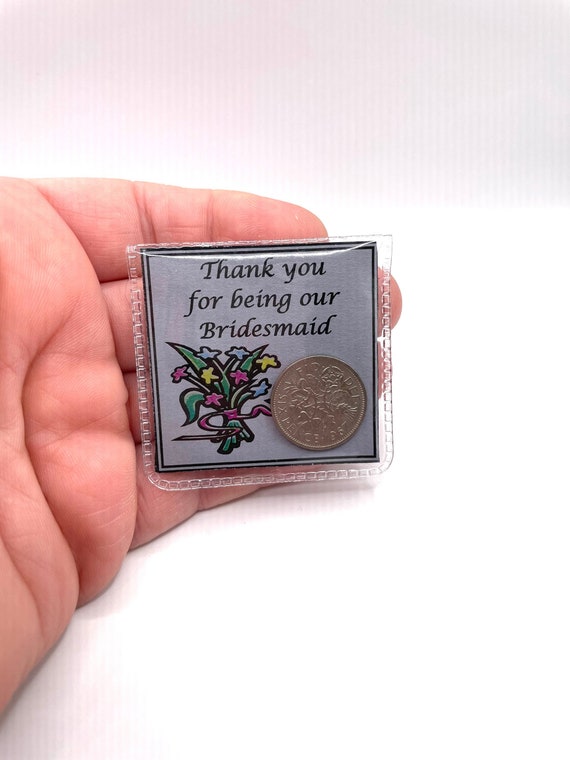 Thank you
for being our
Bridesmaid